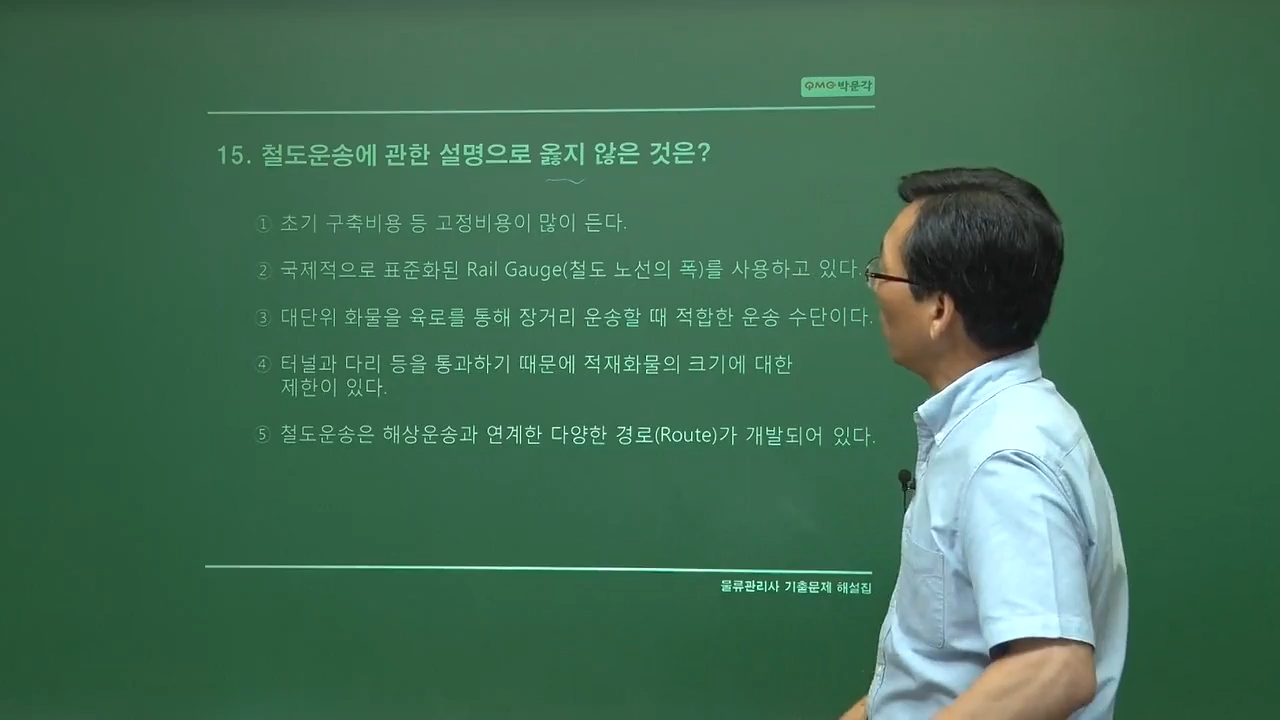 QMG박문각
15. 철도운송에 관한 설명으로 옳지 않은 것은?
① 초기 구축비용 등 고정비용이 많이 든다.
② 국제적으로 표준화된 Rail Gauge(철도 노선의 폭)를 사용하고 있다.
③ 대단위 화물을 육로를 통해 장거리 운송할 때 적합한 운송 수단이다.
④ 터널과 다리 등을 통과하기 때문에 적재화물의 크기에 대한
제한이 있다.
⑤ 철도운송은 해상운송과 연계한 다양한 경로(Route)가 개발되어 있다.
물류관리사 기출문제 해설집